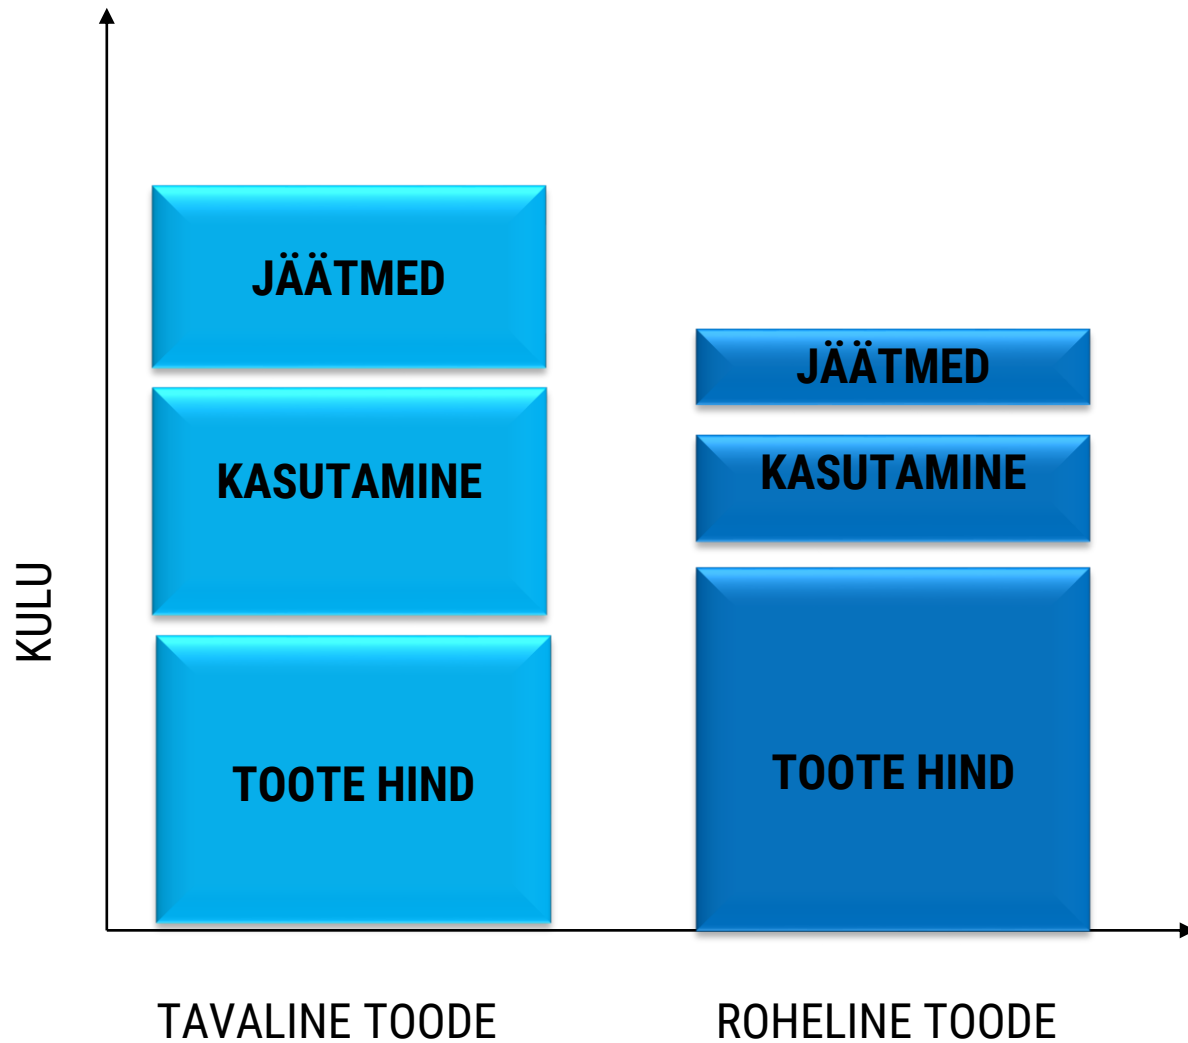 JÄÄTMED
KASUTAMINE
TOOTE HIND
JÄÄTMED
KASUTAMINE
TOOTE HIND
KULU
TAVALINE TOODE
ROHELINE TOODE